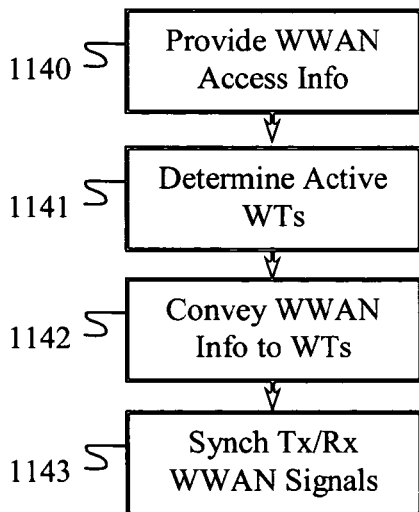 1140
Provide WWAN
Access Info
1141
Determine Active
WTs
1142
Convey WWAN
Info to WTs
1143
Synch Tx/Rx
WWAN Signals